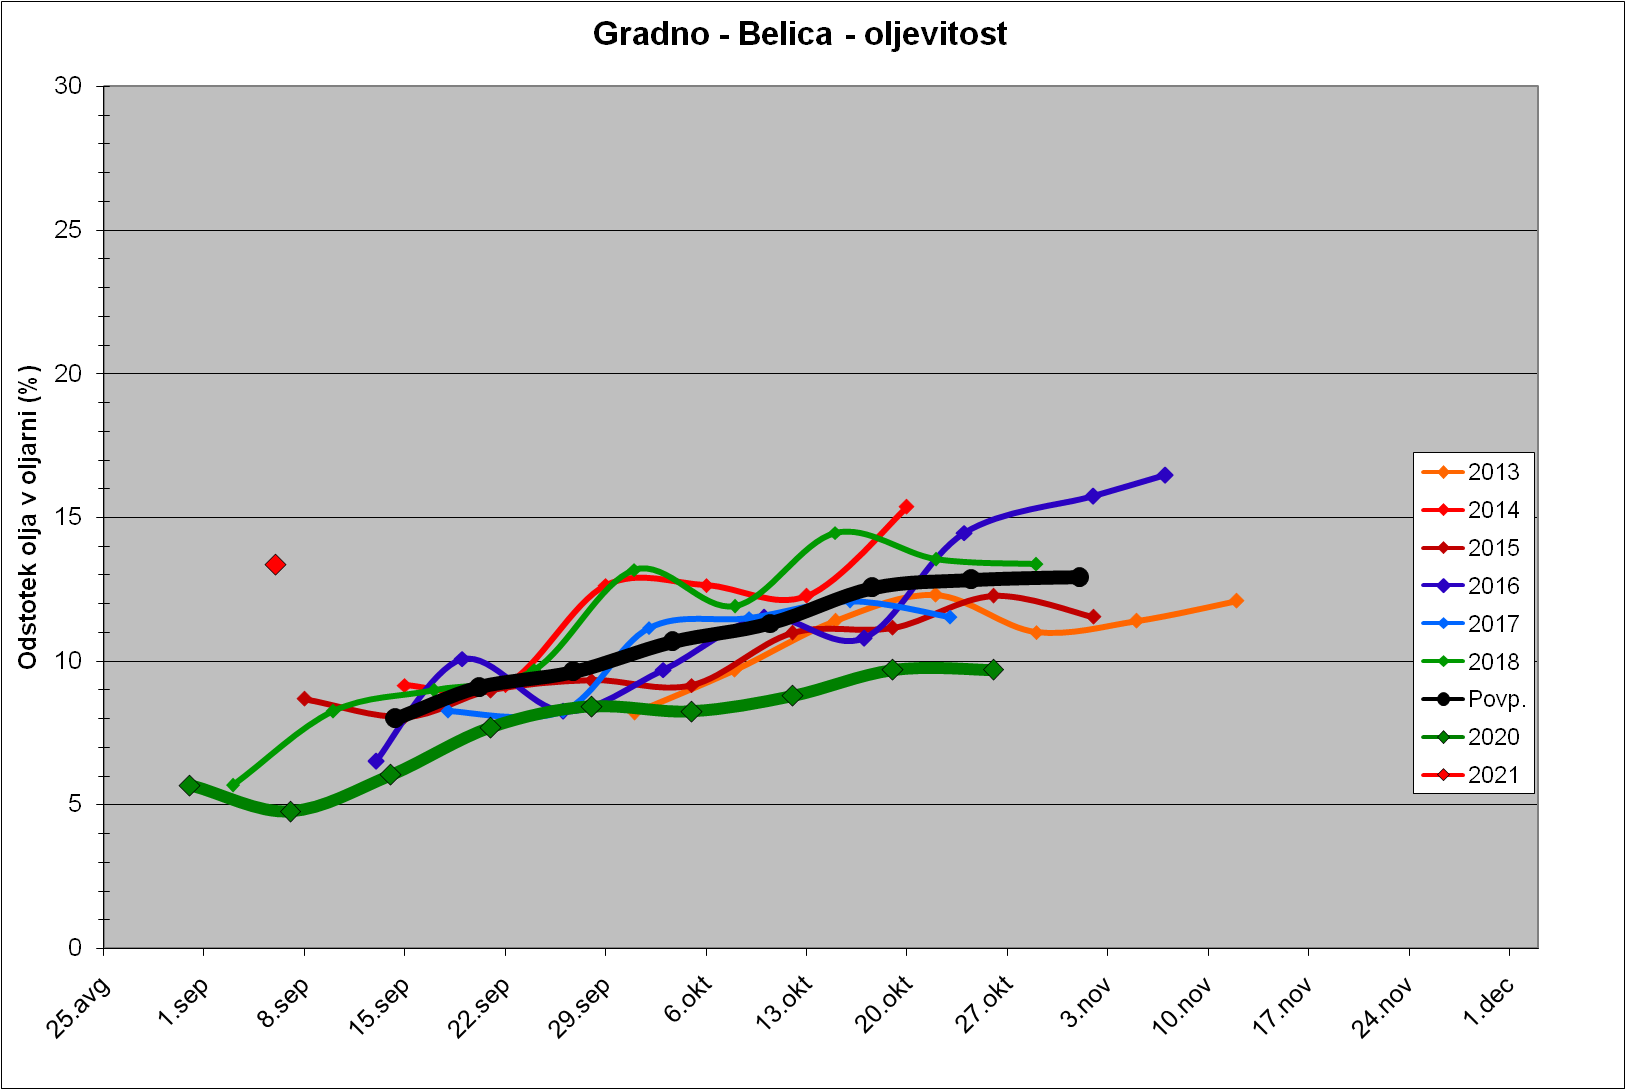 Gradno - Belica - oljevitost
Odstotek olja v oljarni (%)
30
25
20
15
10
5
0
25.avg
1.sep
8.sep
15.sep
22.sep
29.sep
6.okt
13.okt
20.okt
27.okt
3.nov
10.nov
17.nov
24.nov
1.dec
2013
2014
2015
2016
2017
2018
Povp.
2020
2021